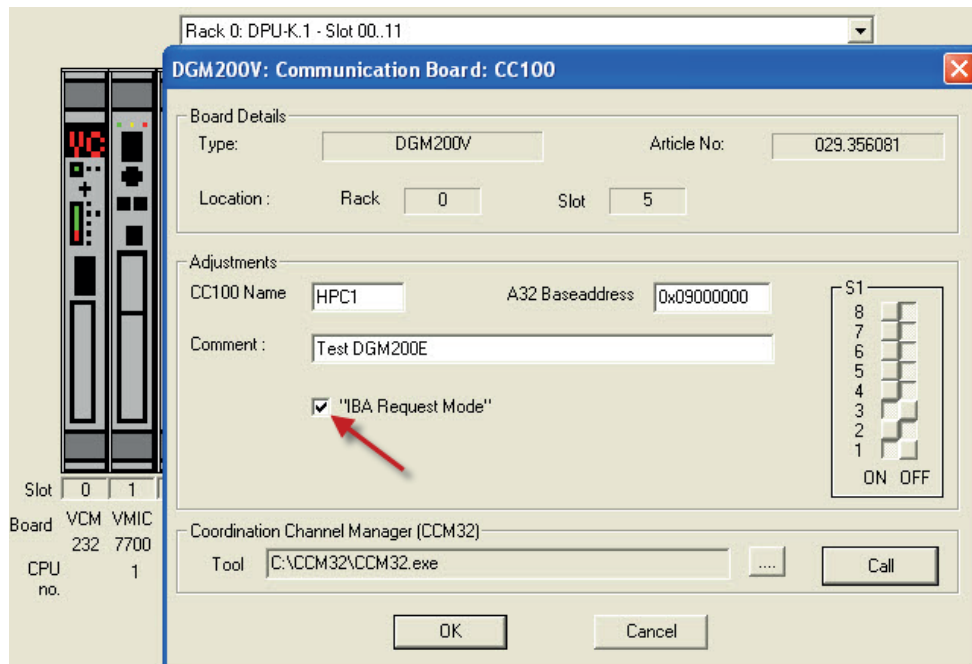 Rack 0: DPU-K.1 - Slot 00..11
DGM200V: Communication Board: CC100
Board Details
Type: DGM200V Article No: 029.356081
Location : Rack 0 Slot 5
Adjustments
CC100 Name HPC1 A32 Baseaddress 0x09000000
Comment : Test DGM200E
"IBA Request Mode"
S1
8
7
6
5
4
3
2
1
ON OFF
Slot 0 1
Board VCM VMIC
232 7700
CPU 1
no.
Coordination Channel Manager (CCM32)
Tool C:\CCM32\CCM32.exe .... Call
OK Cancel